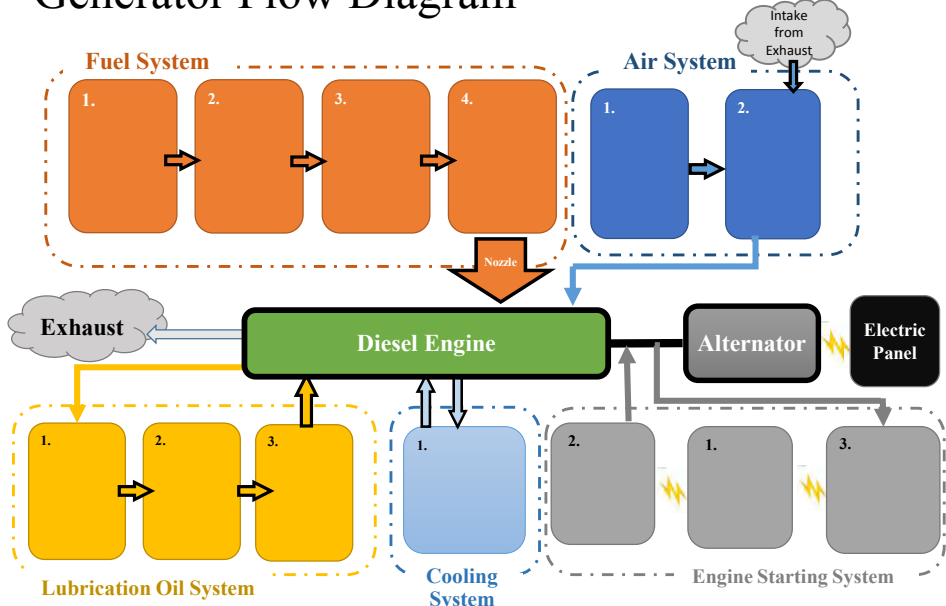 Generator Flow Diagram
Intake
from
Exhaust
Fuel System
Air System
1.
2.
3.
4.
1.
2.
Nozzle
Exhaust
Diesel Engine
Alternator
Electric
Panel
1.
2.
3.
1.
2.
1.
3.
Lubrication Oil System
Cooling
System
Engine Starting System